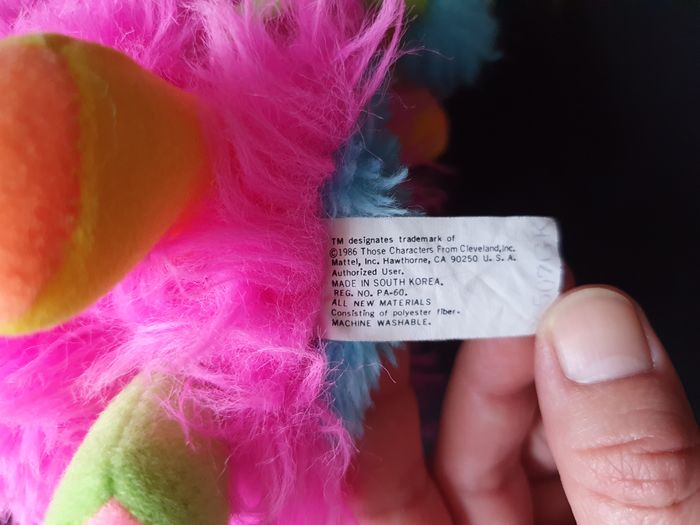 TM designates trademark of
©1986 Those Characters From Cleveland,Inc.
Mattel, Inc. Hawthorne, CA 90250 U. S. A.
Authorized User.
MADE IN SOUTH KOREA.
REG. NO. PA-60.
ALL NEW MATERIALS
Consisting of polyester fiber.
MACHINE WASHABLE.